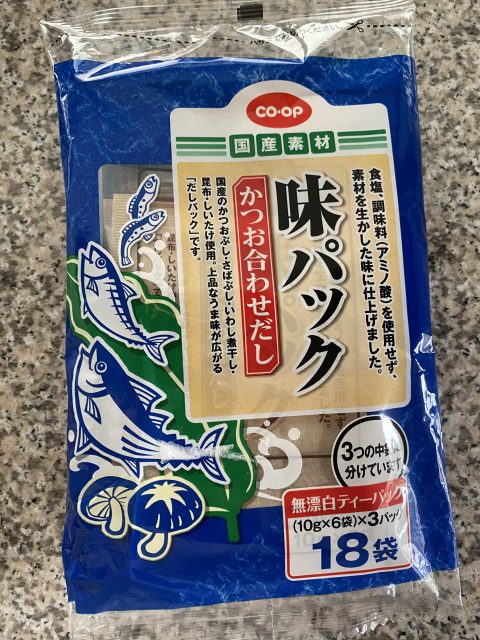 CO・OP
国産素材
味パック
かつお合わせだし
食塩、調味料(アミノ酸)を使用せず、
素材を生かした味に仕上げました。
国産のかつおぶし・さばぶし・いわし煮干し・
昆布・しいたけ使用。上品なうま味が広がる
「だしパック」です。
3つの中袋に
分けています
無漂白ティーバッグ
(10g×6袋)×3パック
18袋